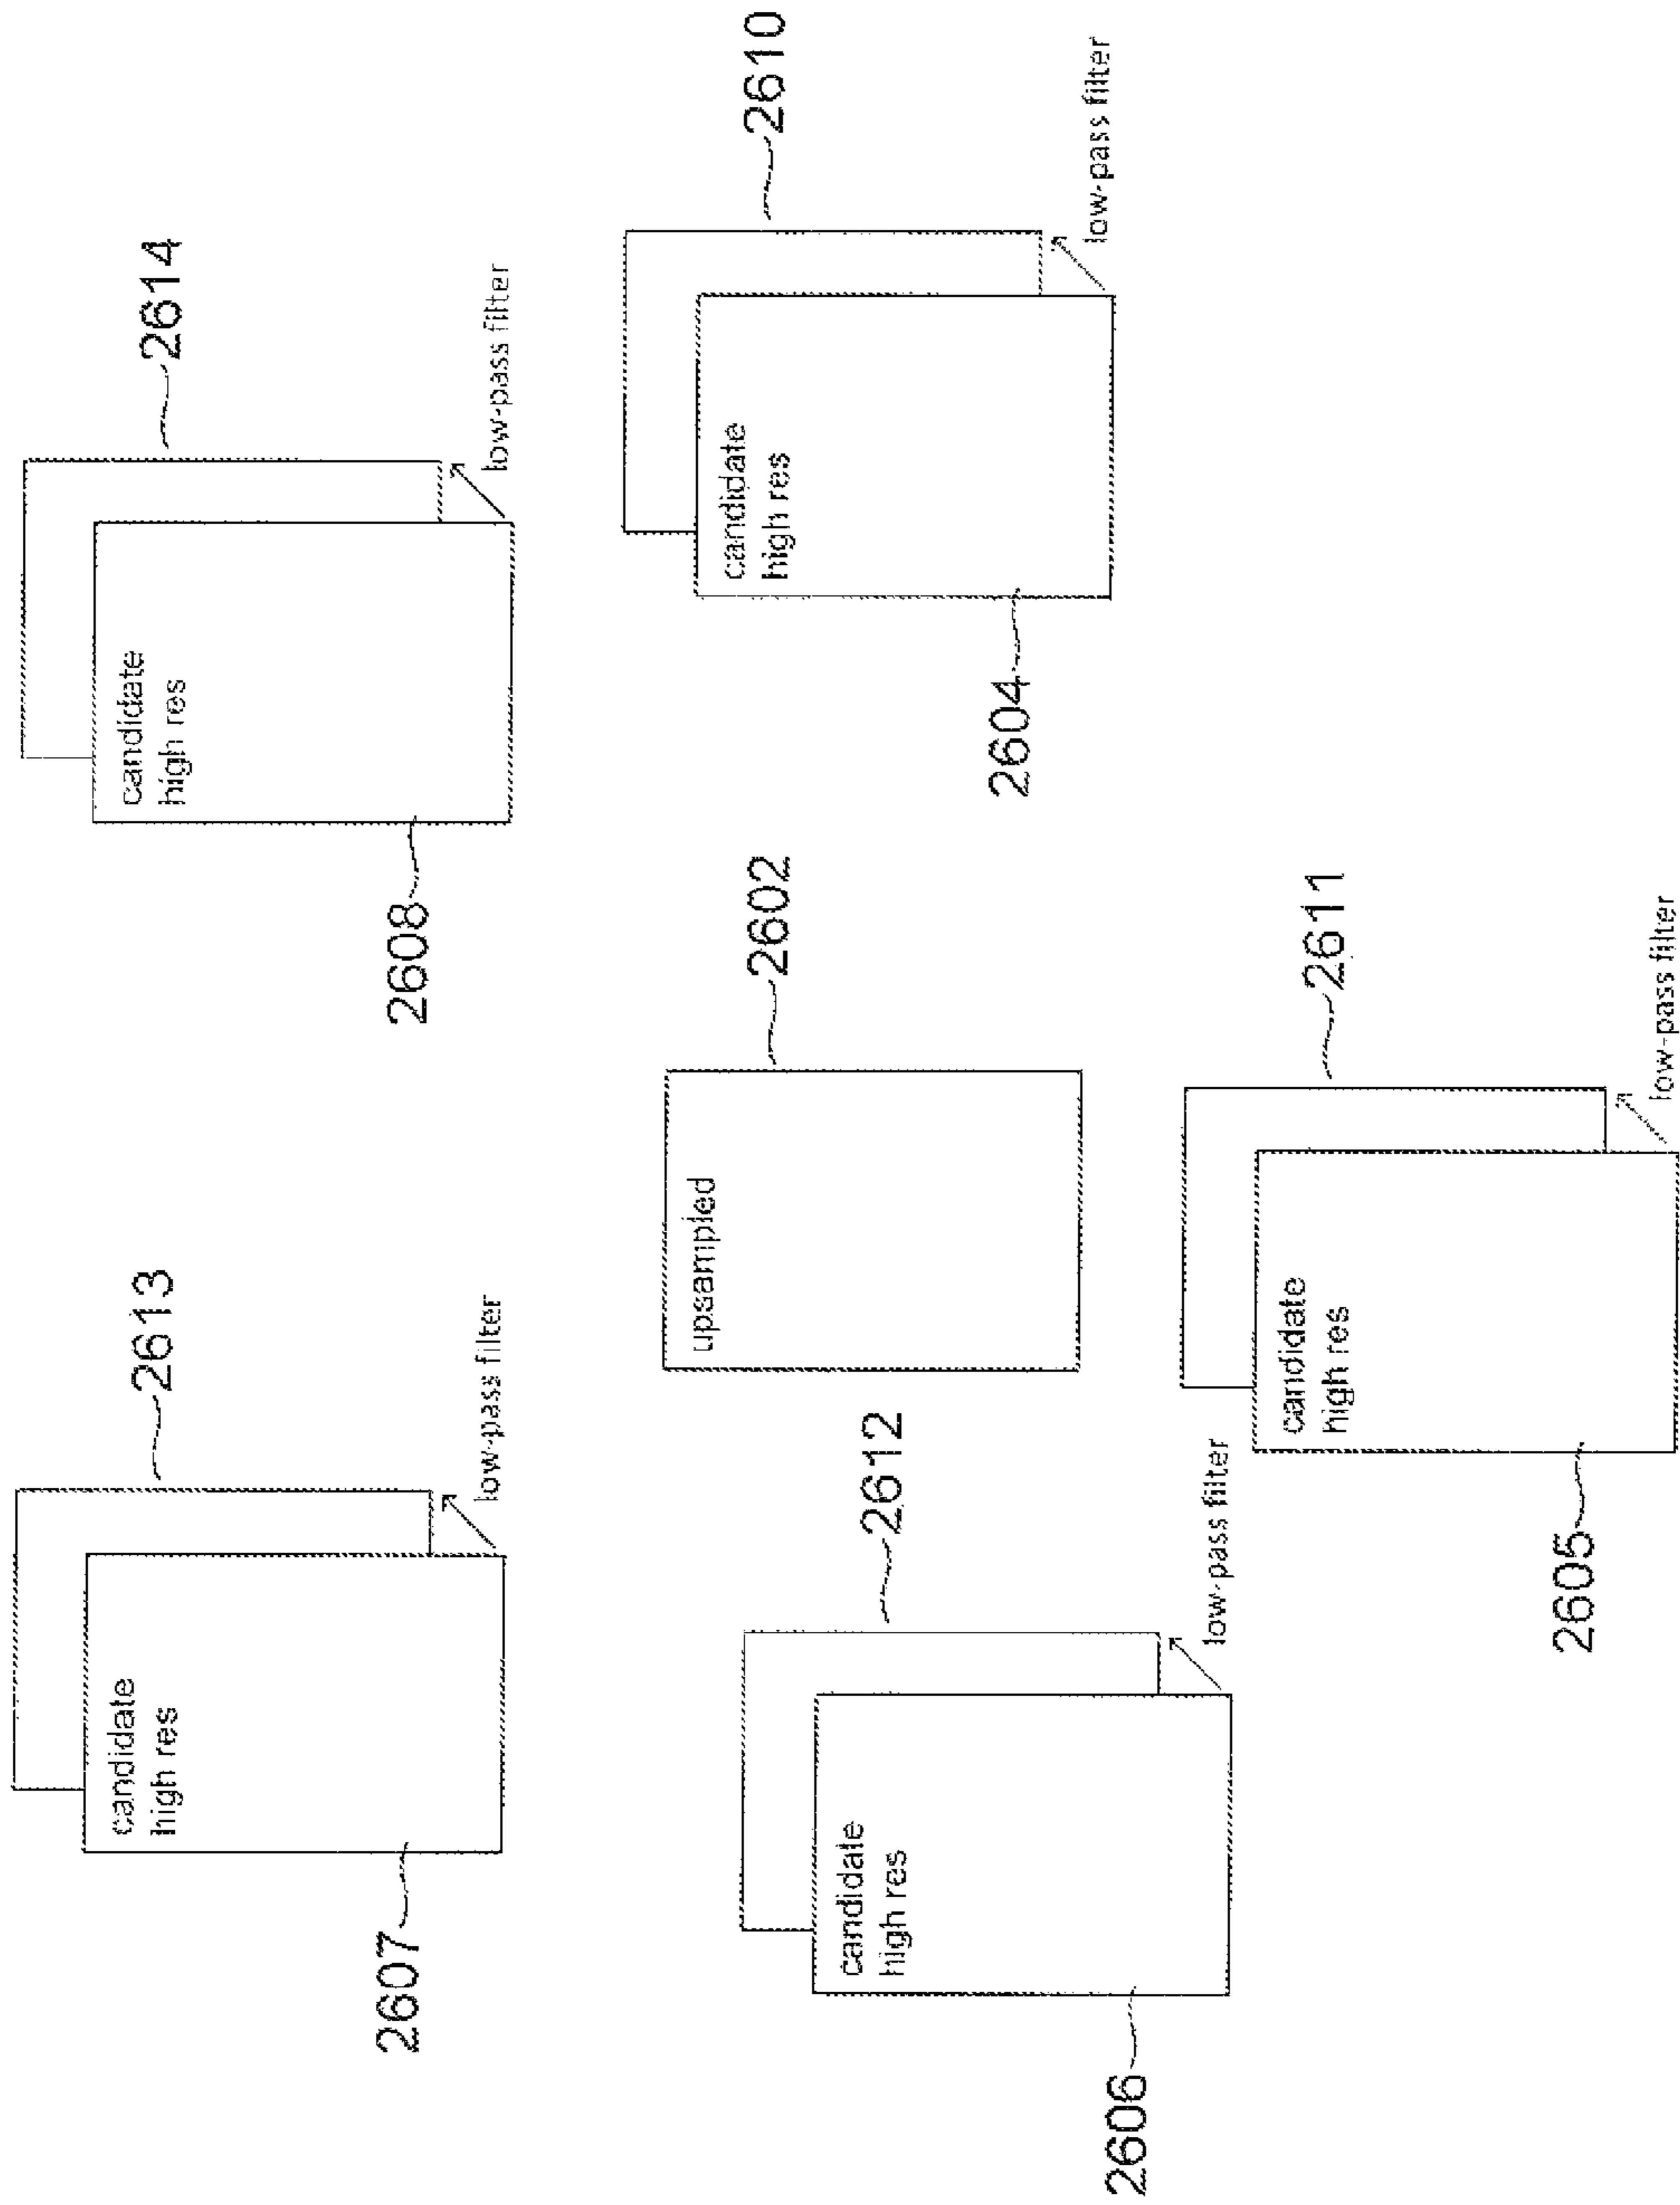 2613
candidate
high res
low-pass filter
2607
2614
candidate
high res
low-pass filter
2608
2612
candidate
high res
low-pass filter
2606
2602
upsampled
2610
candidate
high res
low-pass filter
2604
2611
candidate
high res
low-pass filter
2605